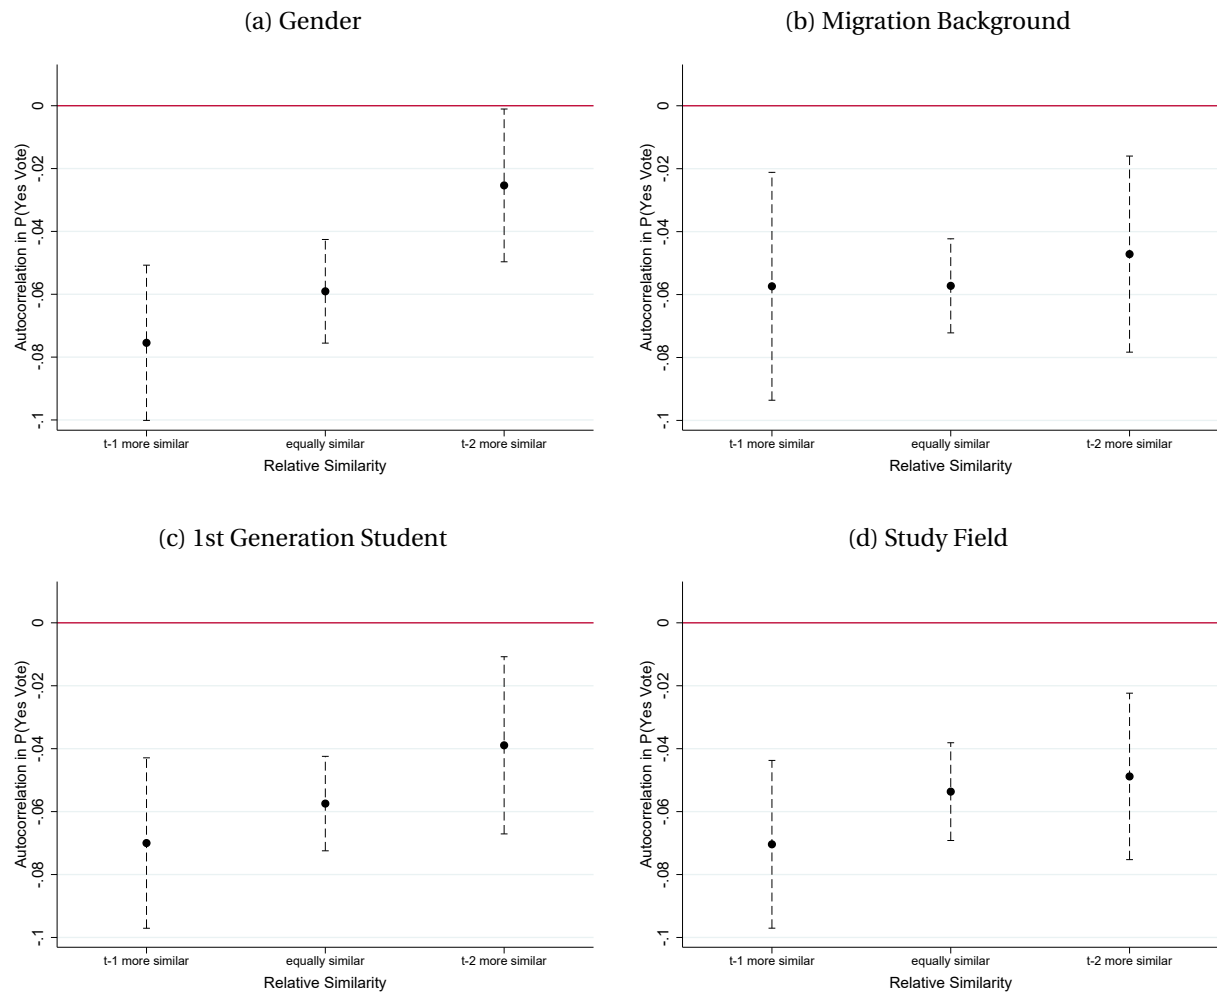 (a) Gender
Autocorrelation in P(Yes Vote)
0
-.02
-.04
-.06
-.08
-.1
t-1 more similar
equally similar
t-2 more similar
Relative Similarity
(b) Migration Background
Autocorrelation in P(Yes Vote)
0
-.02
-.04
-.06
-.08
-.1
t-1 more similar
equally similar
t-2 more similar
Relative Similarity
(c) 1st Generation Student
Autocorrelation in P(Yes Vote)
0
-.02
-.04
-.06
-.08
-.1
t-1 more similar
equally similar
t-2 more similar
Relative Similarity
(d) Study Field
Autocorrelation in P(Yes Vote)
0
-.02
-.04
-.06
-.08
-.1
t-1 more similar
equally similar
t-2 more similar
Relative Similarity